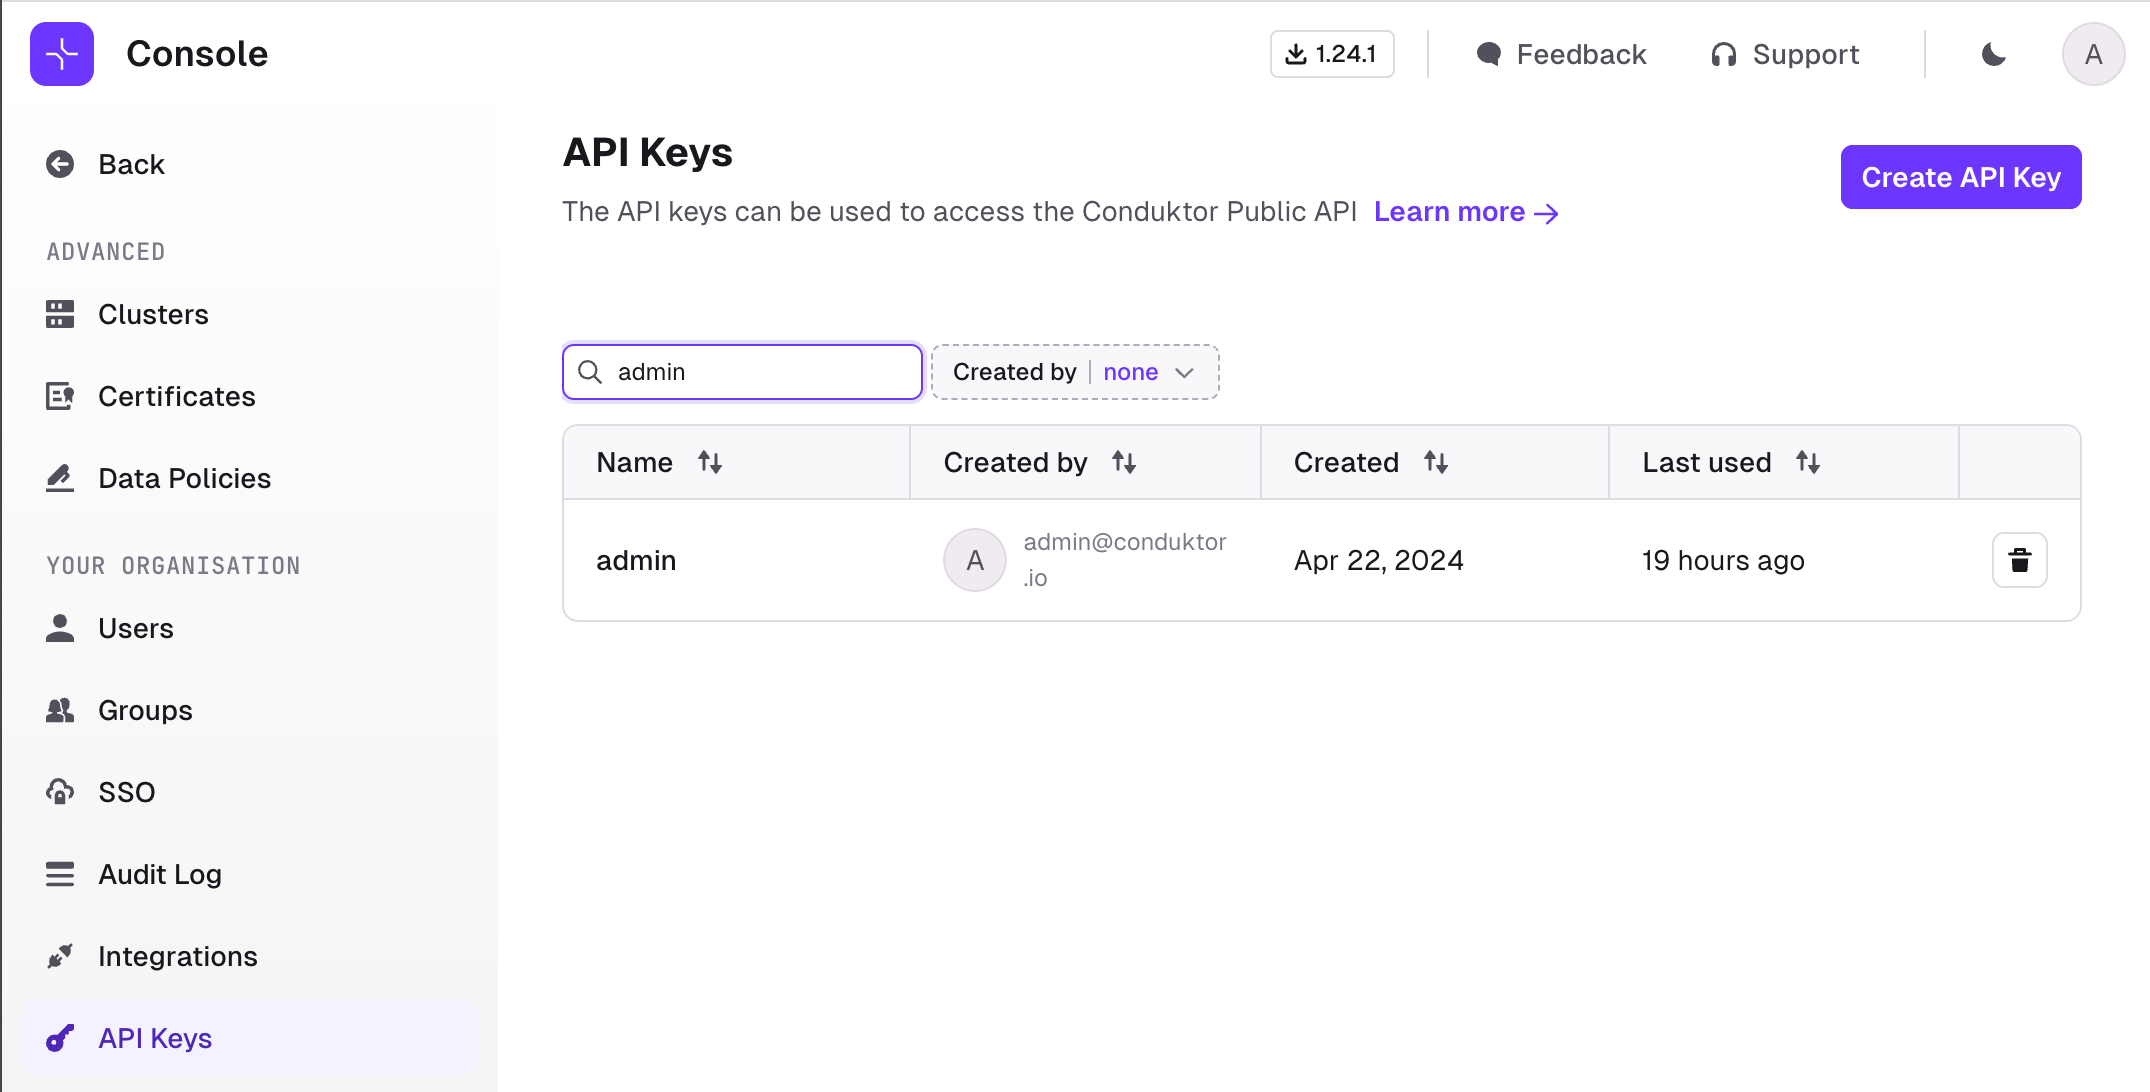 Console
1.24.1
Feedback
Support
A
Back
ADVANCED
Clusters
Certificates
Data Policies
YOUR ORGANISATION
Users
Groups
SSO
Audit Log
Integrations
API Keys
API Keys
The API keys can be used to access the Conduktor Public API Learn more
Create API Key
admin
Created by none
Name Created by Created Last used
admin
A
admin@conduktor
.io
Apr 22, 2024
19 hours ago